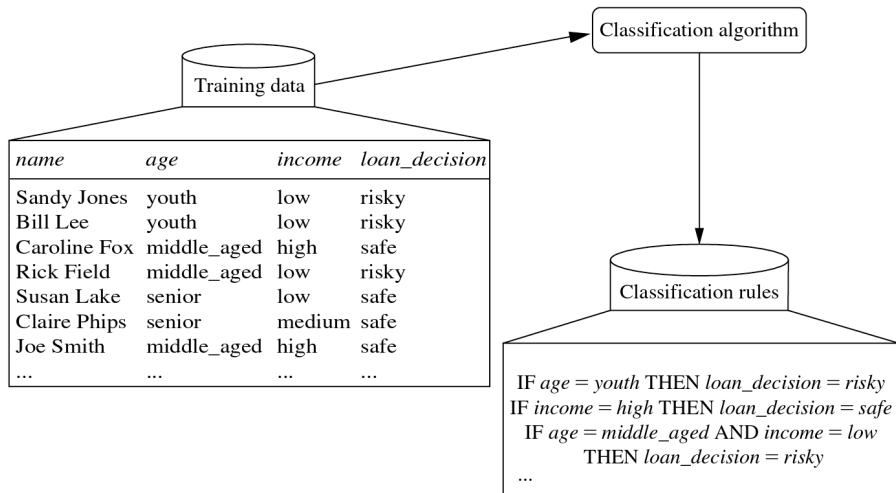 Classification algorithm
Training data
name age income loan_decision
Sandy Jones youth low risky
Bill Lee youth low risky
Caroline Fox middle_aged high safe
Rick Field middle_aged low risky
Susan Lake senior low safe
Claire Phips senior medium safe
Joe Smith middle_aged high safe
... ... ... ...
Classification rules
IF age = youth THEN loan_decision = risky
IF income = high THEN loan_decision = safe
IF age = middle_aged AND income = low
THEN loan_decision = risky
...